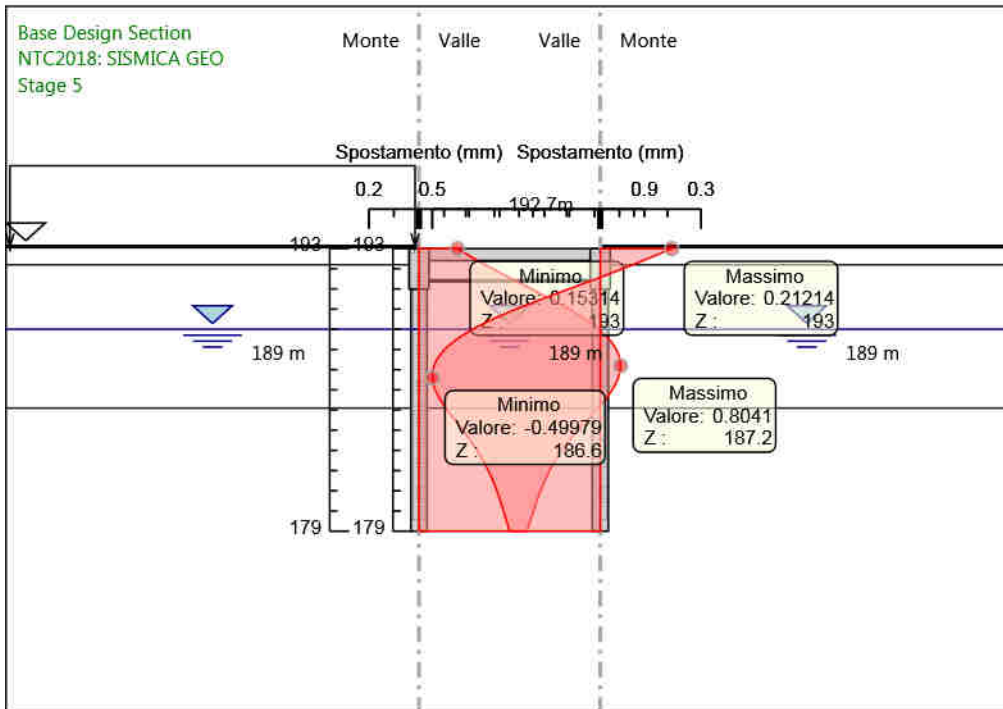 Base Design Section
NTC2018: SISMICA GEO
Stage 5
Monte Valle Valle Monte
Spostamento (mm) Spostamento (mm)
0.2 0.5 0.9 0.3
192.7m
193 193
Minimo
Valore: 0.15314
Z : 193
Massimo
Valore: 0.21214
Z : 193
189 m 189 m 189 m
Minimo
Valore: -0.49979
Z : 186.6
Massimo
Valore: 0.8041
Z : 187.2
179 179